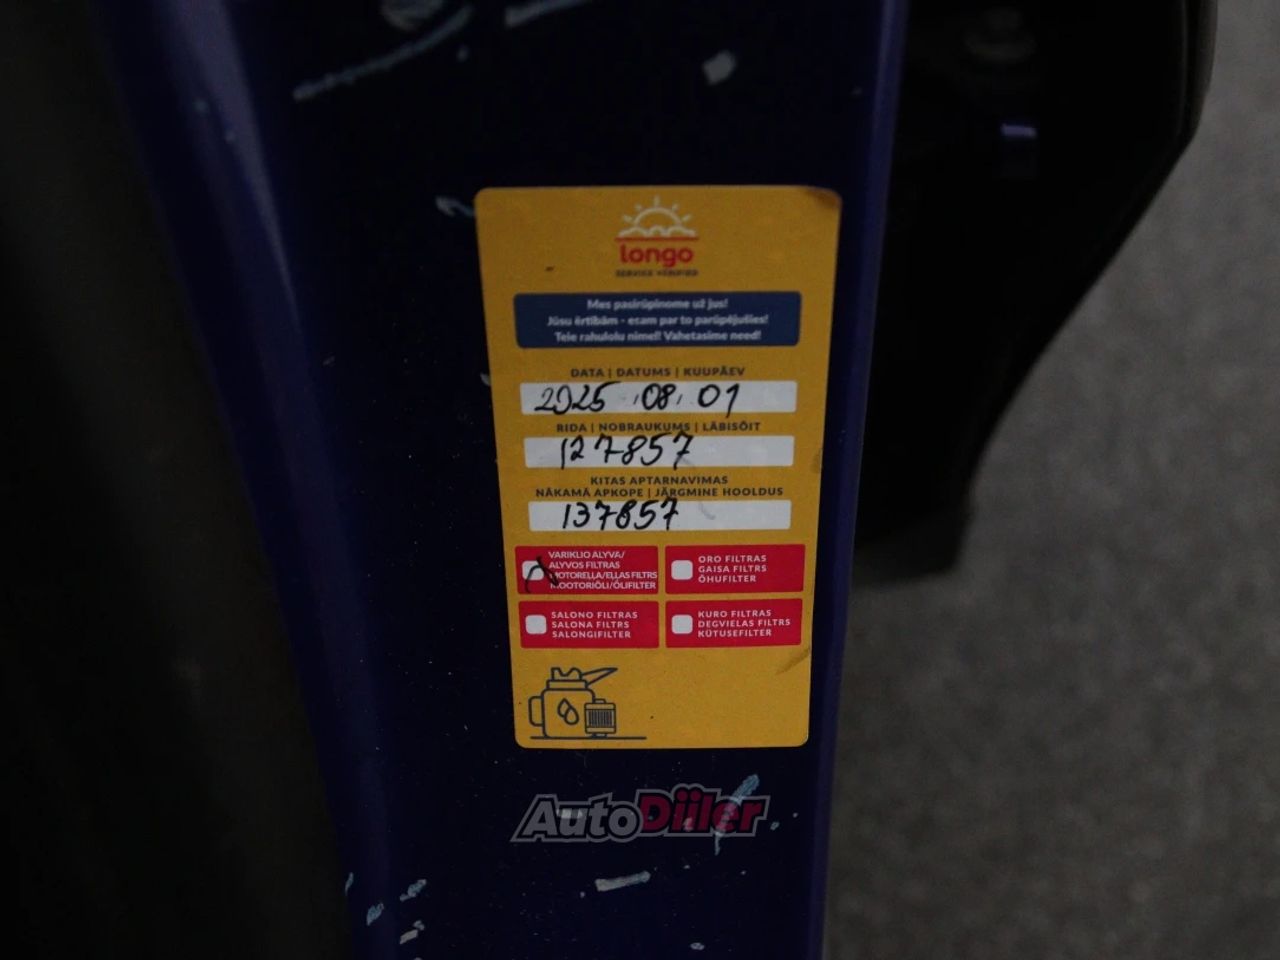 longo
Mes pasirūpinome už jus!
Jūsu ērtībām - esam par to parūpējušies!
Teie rahulolu nimel! Vahetasime need!
DATA | DATUMS | KUUPÄEV
2025.08.01
RIDA | NOBRAUKUMS | LÄBISÕIT
127857
KITAS APTARNAVIMAS
NĀKAMĀ APKOPE | JÄRGMINE HOOLDUS
137857
VARIKLIO ALYVA/
ALYVOS FILTRAS
MOTORELLA/ELLAS FILTRS
MOOTORIÕLI/ÕLIFILTER
ORO FILTRAS
GAISA FILTRS
ÕHUFILTER
SALONO FILTRAS
SALONA FILTRS
SALONGIFILTER
KURO FILTRAS
DEGVIELAS FILTRS
KÜTUSEFILTER
AutoDiiler